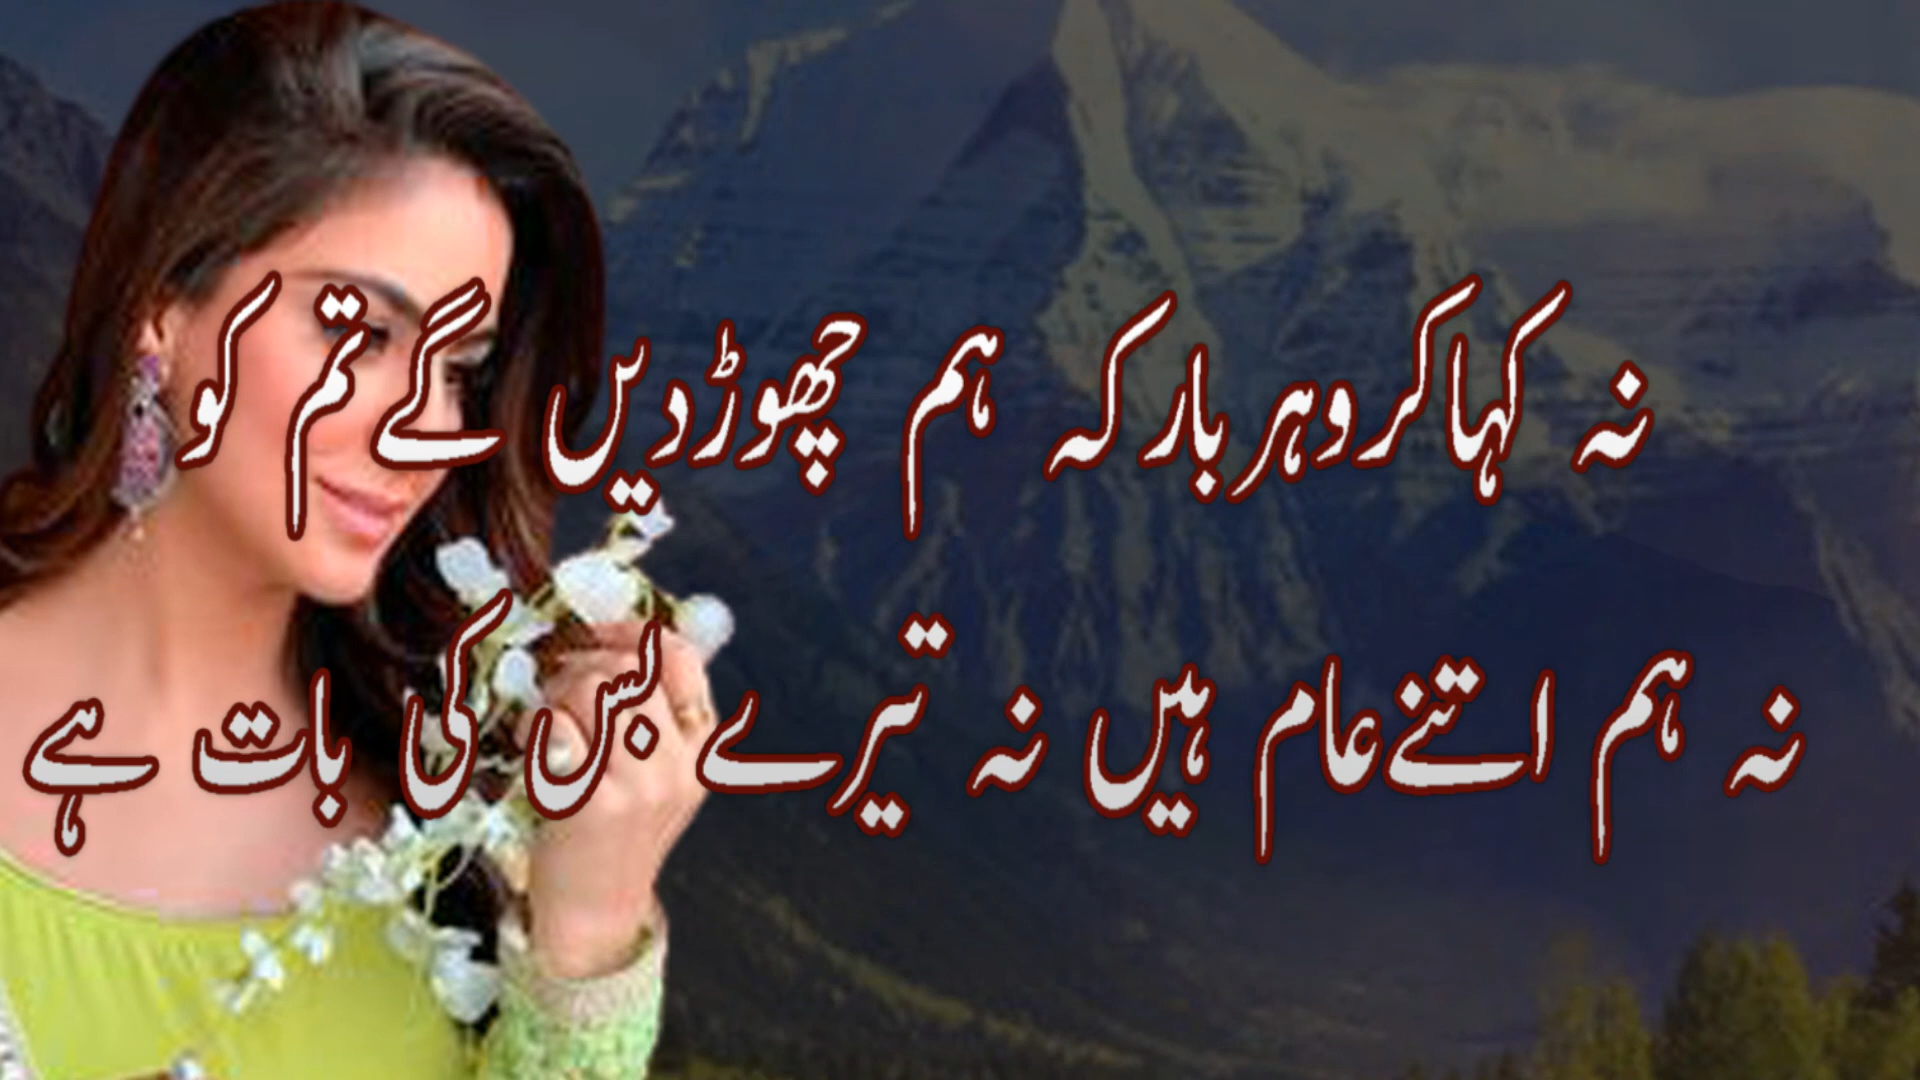 نہ کہا کرو ہر بار کہ ہم چھوڑ دیں گے تم کو
نہ ہم اتنے عام ہیں نہ تیرے بس کی بات ہے